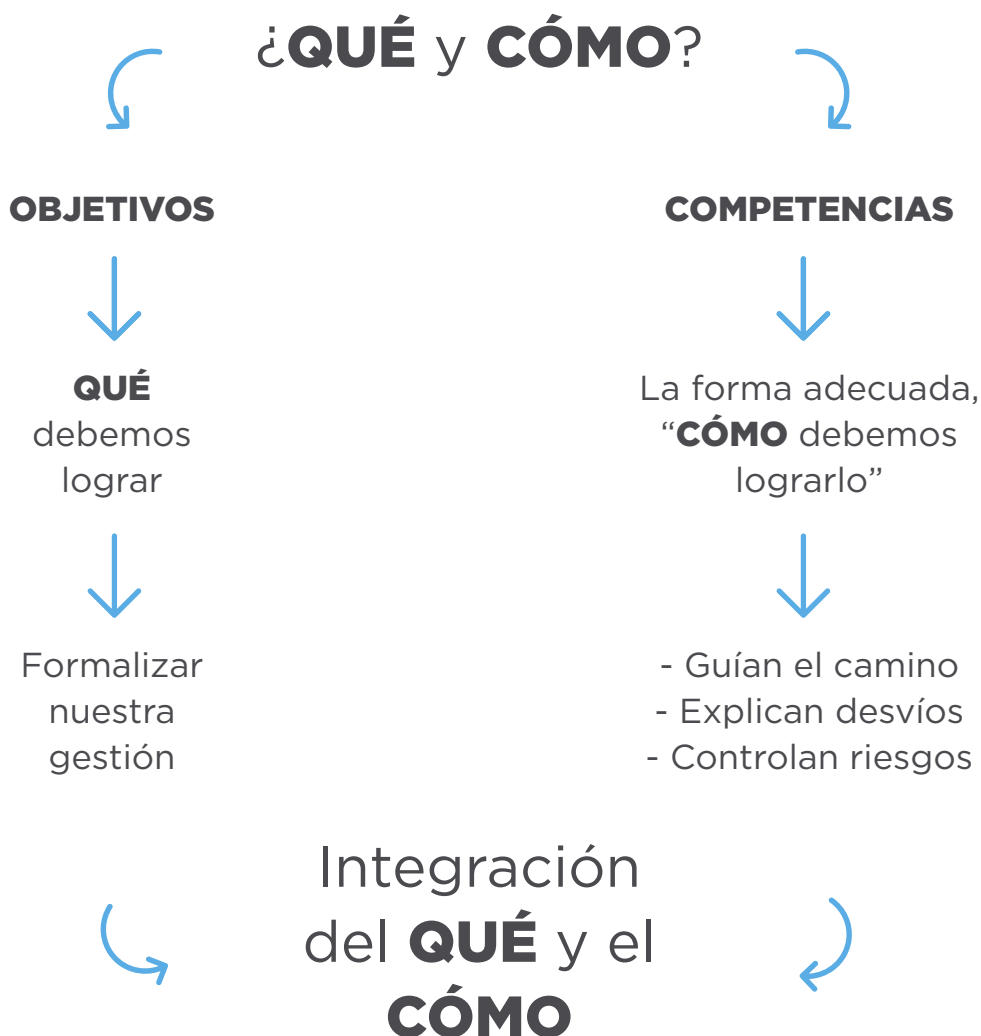 ¿QUÉ y CÓMO?
OBJETIVOS
QUÉ
debemos
lograr
Formalizar
nuestra
gestión
COMPETENCIAS
La forma adecuada,
“CÓMO debemos
lograrlo”
- Guían el camino
- Explican desvíos
- Controlan riesgos
Integración
del QUÉ y el
CÓMO